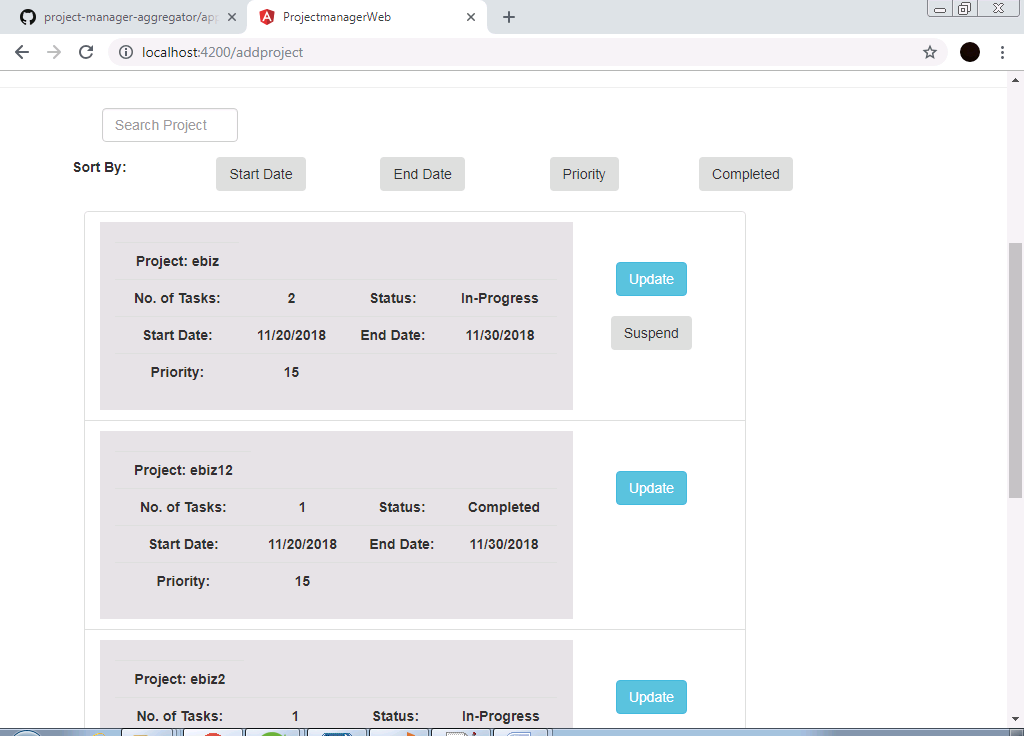 project-manager-aggregator/app
ProjectmanagerWeb
localhost:4200/addproject
Search Project
Sort By: Start Date End Date Priority Completed
Project: ebiz
Update
No. of Tasks: 2 Status: In-Progress
Suspend
Start Date: 11/20/2018 End Date: 11/30/2018
Priority: 15
Project: ebiz12
Update
No. of Tasks: 1 Status: Completed
Start Date: 11/20/2018 End Date: 11/30/2018
Priority: 15
Project: ebiz2
Update
No. of Tasks: 1 Status: In-Progress